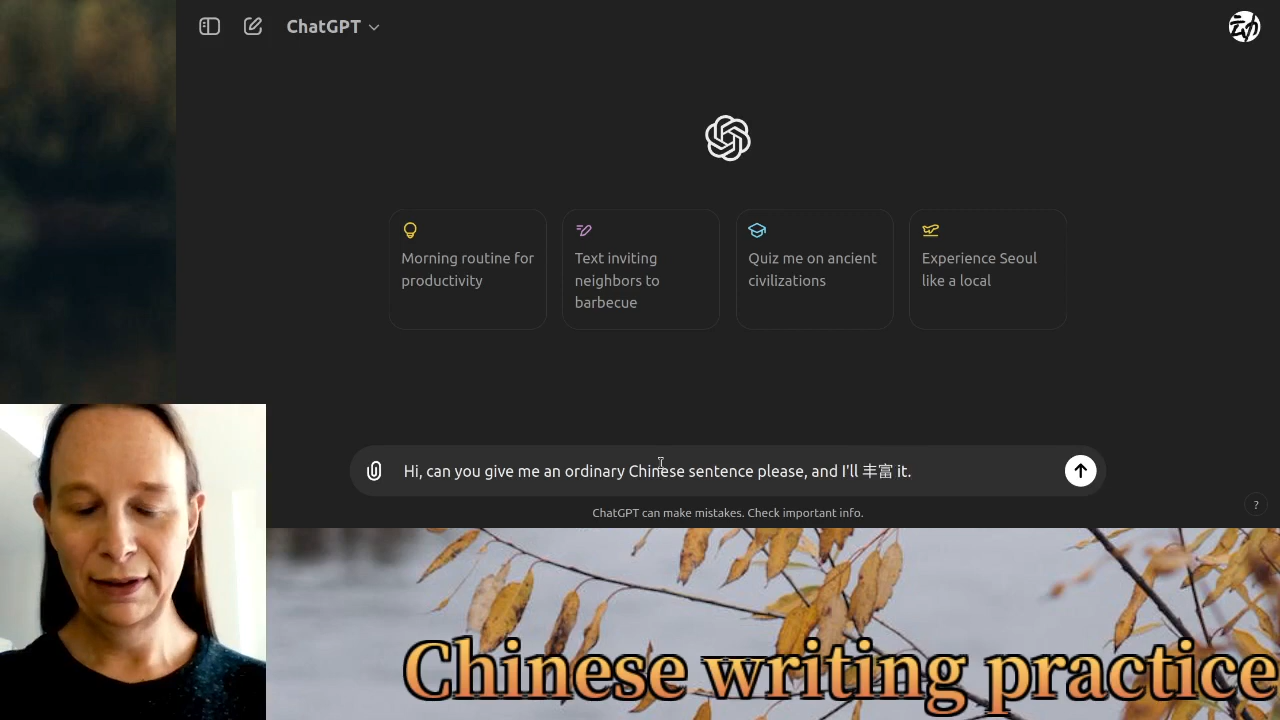 ChatGPT
动
Morning routine for
productivity
Text inviting
neighbors to
barbecue
Quiz me on ancient
civilizations
Experience Seoul
like a local
Hi, can you give me an ordinary Chinese sentence please, and I'll 丰富 it.
ChatGPT can make mistakes. Check important info.
?
Chinese writing practice